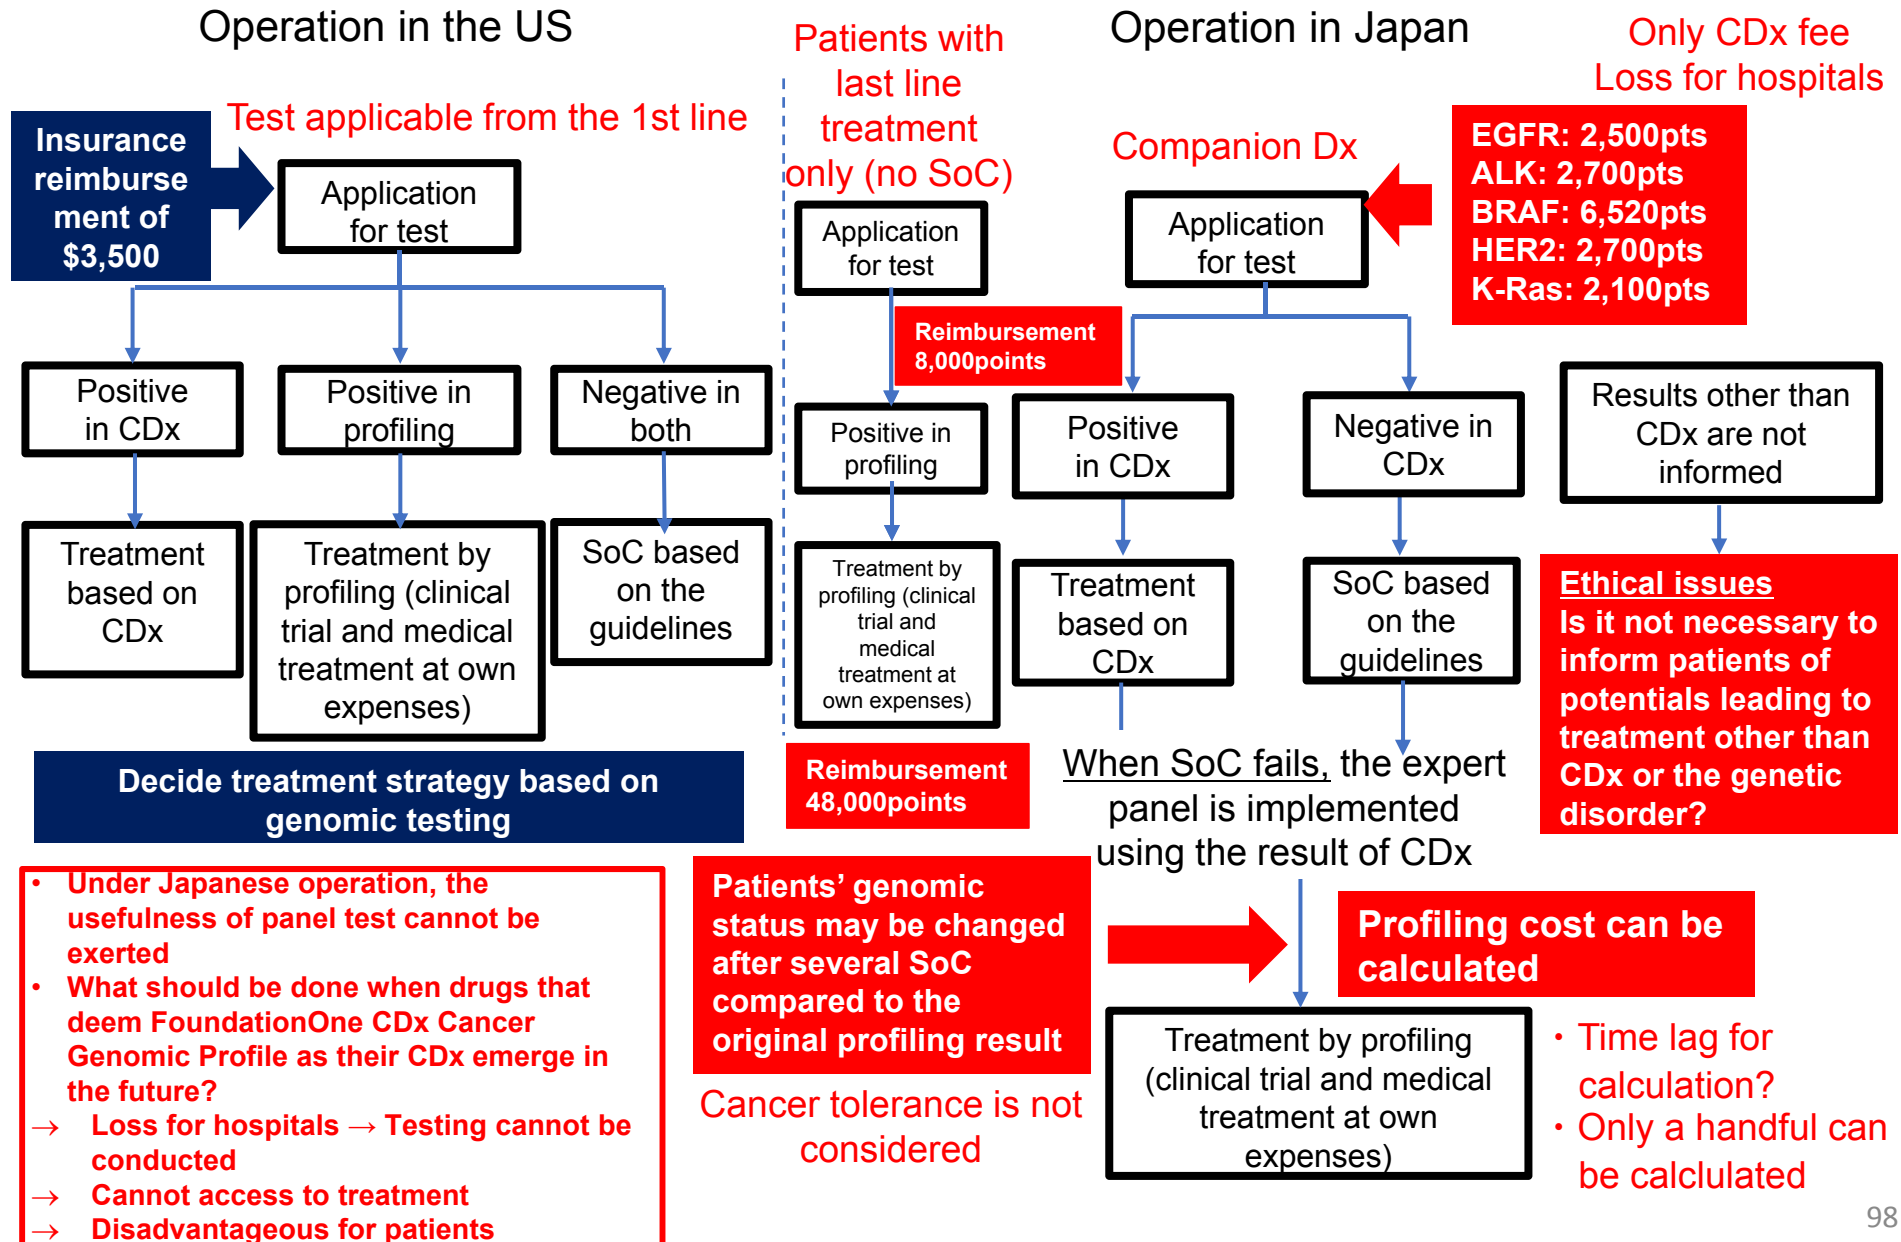 Operation in the US
Test applicable from the 1st line
Insurance
reimburse
ment of
$3,500
Application
for test
Positive
in CDx
Positive in
profiling
Negative in
both
Treatment
based on
CDx
Treatment by
profiling (clinical
trial and medical
treatment at own
expenses)
SoC based
on the
guidelines
Decide treatment strategy based on
genomic testing
• Under Japanese operation, the
usefulness of panel test cannot be
exerted
• What should be done when drugs that
deem FoundationOne CDx Cancer
Genomic Profile as their CDx emerge in
the future?
→ Loss for hospitals → Testing cannot be
conducted
→ Cannot access to treatment
→ Disadvantageous for patients
Patients with
last line
treatment
only (no SoC)
Application
for test
Reimbursement
8,000points
Positive in
profiling
Treatment by
profiling (clinical
trial and
medical
treatment at
own expenses)
Reimbursement
48,000points
Operation in Japan
Only CDx fee
Loss for hospitals
Companion Dx
EGFR: 2,500pts
ALK: 2,700pts
BRAF: 6,520pts
HER2: 2,700pts
K-Ras: 2,100pts
Application
for test
Positive
in CDx
Negative in
CDx
Results other than
CDx are not
informed
Treatment
based on
CDx
SoC based
on the
guidelines
Ethical issues
Is it not necessary to
inform patients of
potentials leading to
treatment other than
CDx or the genetic
disorder?
When SoC fails, the expert
panel is implemented
using the result of CDx
Patients’ genomic
status may be changed
after several SoC
compared to the
original profiling result
Cancer tolerance is not
considered
Profiling cost can be
calculated
Treatment by profiling
(clinical trial and medical
treatment at own
expenses)
・Time lag for
calculation?
・Only a handful can
be calclulated
98